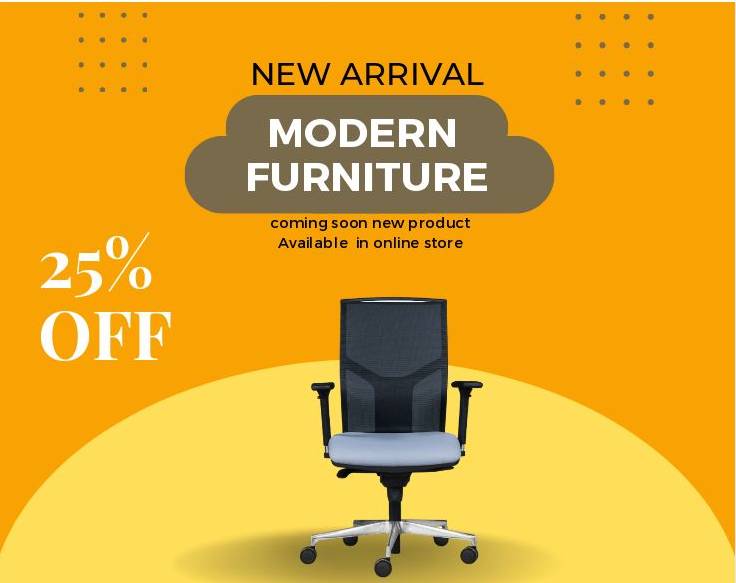 NEW ARRIVAL
MODERN
FURNITURE
coming soon new product
Available in online store
25%
OFF